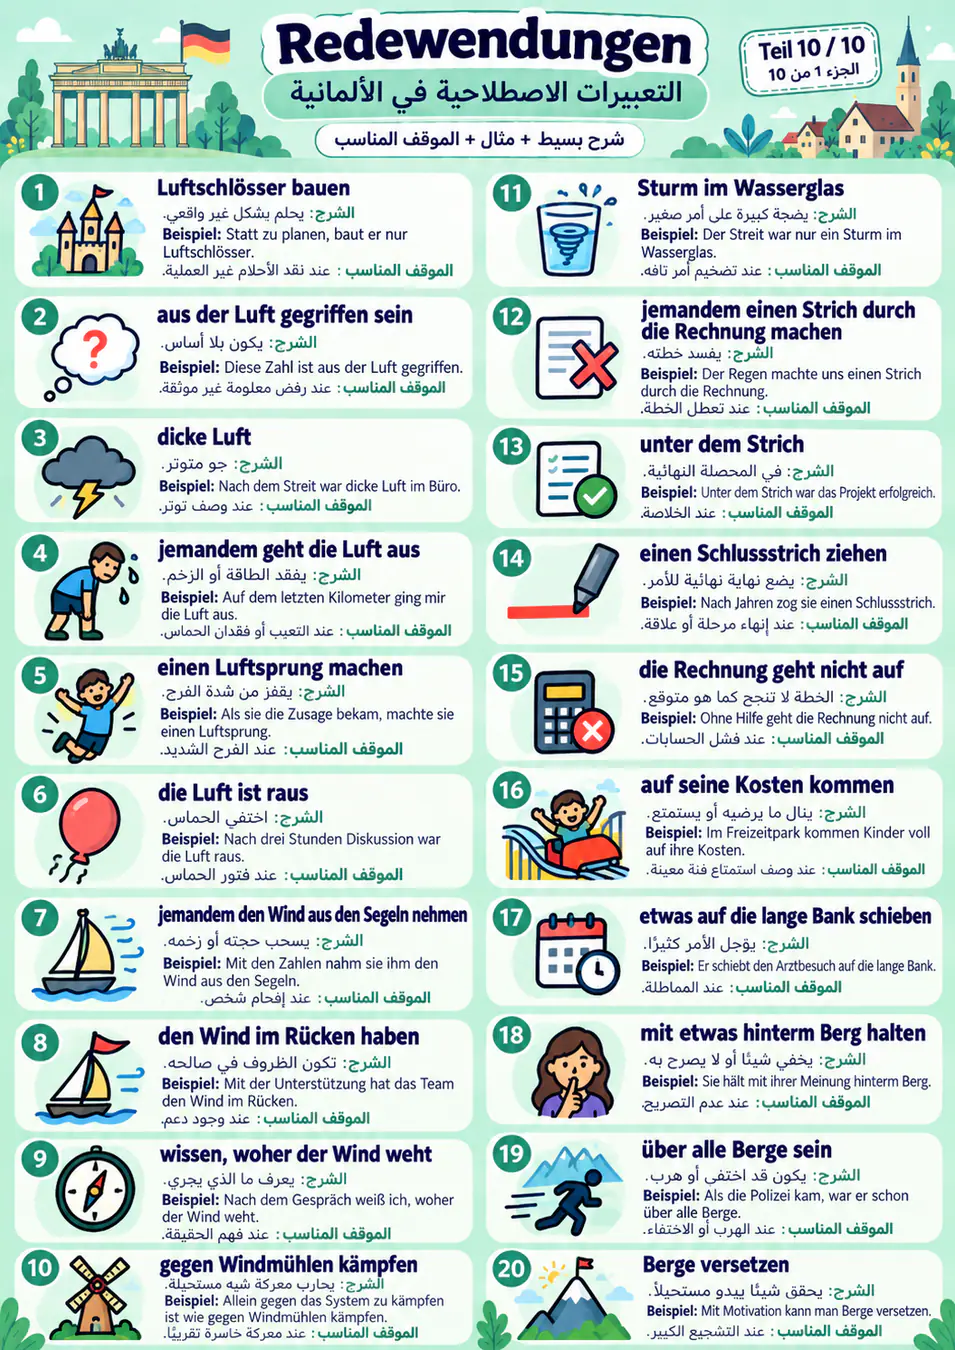 Redewendungen
التعبيرات الاصطلاحية في الألمانية
شرح بسيط + مثال + الموقف المناسب
Teil 10 / 10
الجزء 1 من 10
1
Luftschlösser bauen
الشرج: يحلم بشكل غير واقعي.
Beispiel: Statt zu planen, baut er nur
Luftschlösser.
الموقف المناسب: عند نقد الأحلام غير العملية.
2
aus der Luft gegriffen sein
الشرج: يكون بلا أساس.
Beispiel: Diese Zahl ist aus der Luft gegriffen.
الموقف المناسب: عند رفض معلومة غير موثقة.
3
dicke Luft
الشرج: جو متوتر.
Beispiel: Nach dem Streit war dicke Luft im Büro.
الموقف المناسب: عند وصف توتر.
4
jemandem geht die Luft aus
الشرج: يفقد الطاقة أو الزخم.
Beispiel: Auf dem letzten Kilometer ging mir
die Luft aus.
الموقف المناسب: عند التعب أو فقدان الحماس.
5
einen Luftsprung machen
الشرج: يقفز من شدة الفرج.
Beispiel: Als sie die Zusage bekam, machte sie
einen Luftsprung.
الموقف المناسب: عند الفرح الشديد.
6
die Luft ist raus
الشرج: اختفي الحماس.
Beispiel: Nach drei Stunden Diskussion war
die Luft raus.
الموقف المناسب: عند فتور الحماس.
7
jemandem den Wind aus den Segeln nehmen
الشرج: يسحب حجته أو زخمه.
Beispiel: Mit den Zahlen nahm sie ihm den
Wind aus den Segeln.
الموقف المناسب: عند إفحام شخص.
8
den Wind im Rücken haben
الشرج: تكون الظروف في صالحه.
Beispiel: Mit der Unterstützung hat das Team
den Wind im Rücken.
الموقف المناسب: عند وجود دعم.
9
wissen, woher der Wind weht
الشرج: يعرف ما الذي يجري.
Beispiel: Nach dem Gespräch weiß ich, woher
der Wind weht.
الموقف المناسب: عند فهم الحقيقة.
10
gegen Windmühlen kämpfen
الشرج: يحارب معركة شيه مستحيلة.
Beispiel: Allein gegen das System zu kämpfen
ist wie gegen Windmühlen kämpfen.
الموقف المناسب: عند معركة خاسرة تقريبًا.
11
Sturm im Wasserglas
الشرج: يضجة كبيرة على أمر صغير.
Beispiel: Der Streit war nur ein Sturm im
Wasserglas.
الموقف المناسب: عند تضخيم أمر تافه.
12
jemandem einen Strich durch
die Rechnung machen
الشرج: يفسد خطته.
Beispiel: Der Regen machte uns einen Strich
durch die Rechnung.
الموقف المناسب: عند تعطل الخطة.
13
unter dem Strich
الشرج: في المحصلة النهائية.
Beispiel: Unter dem Strich war das Projekt erfolgreich.
الموقف المناسب: عند الخلاصة.
14
einen Schlussstrich ziehen
الشرج: يضع نهاية نهائية للأمر.
Beispiel: Nach Jahren zog sie einen Schlussstrich.
الموقف المناسب: عند إنهاء مرحلة أو علاقة.
15
die Rechnung geht nicht auf
الشرج: الخطة لا تنجح كما هو متوقع.
Beispiel: Ohne Hilfe geht die Rechnung nicht auf.
الموقف المناسب: عند فشل الحسابات.
16
auf seine Kosten kommen
الشرج: ينال ما يرضيه أو يستمتع.
Beispiel: Im Freizeitpark kommen Kinder voll
auf ihre Kosten.
الموقف المناسب: عند وصف استمتاع فئة معينة.
17
etwas auf die lange Bank schieben
الشرج: يؤجل الأمر كثيرًا.
Beispiel: Er schiebt den Arztbesuch auf die lange Bank.
الموقف المناسب: عند المماطلة.
18
mit etwas hinterm Berg halten
الشرج: يخفي شيئًا أو لا يصرح به.
Beispiel: Sie hält mit ihrer Meinung hinterm Berg.
الموقف المناسب: عند عدم التصريح.
19
über alle Berge sein
الشرج: يكون قد اختفى أو هرب.
Beispiel: Als die Polizei kam, war er schon
über alle Berge.
الموقف المناسب: عند الهرب أو الاختفاء.
20
Berge versetzen
الشرج: يحقق شيئًا يبدو مستحيلاً.
Beispiel: Mit Motivation kann man Berge versetzen.
الموقف المناسب: عند التشجيع الكبير.